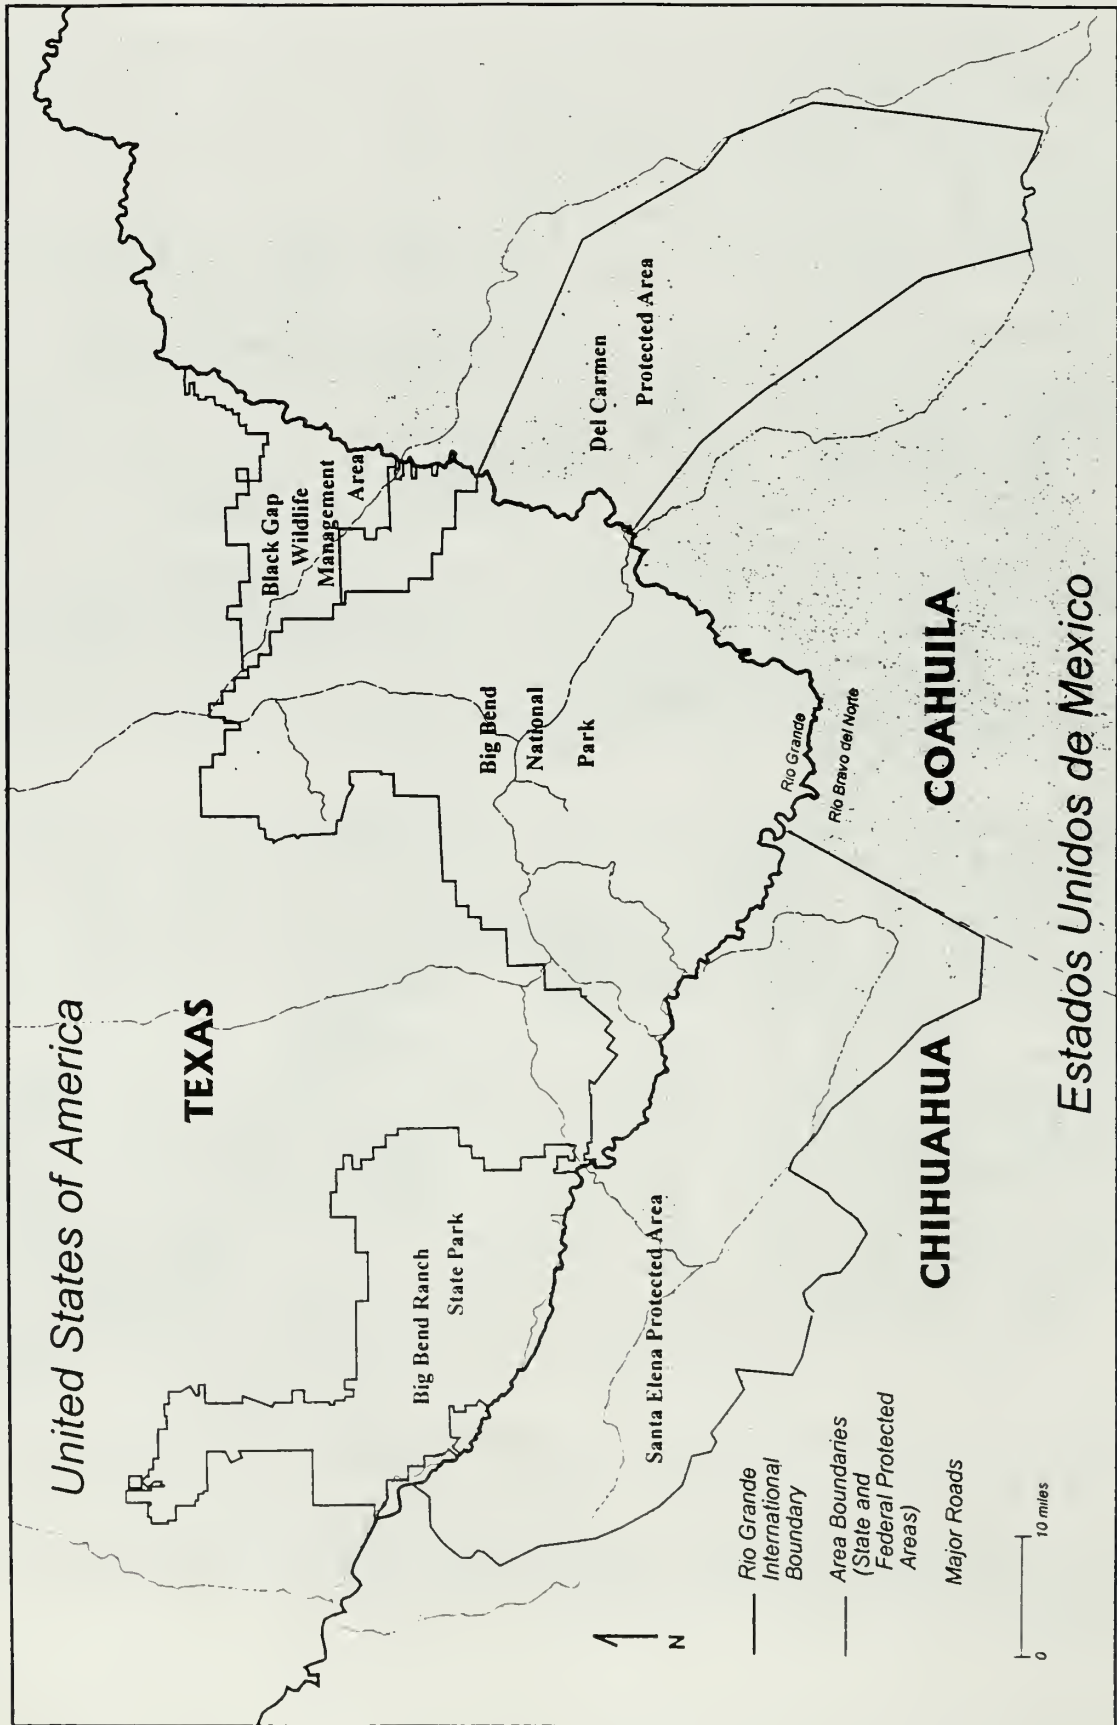 United States of America
TEXAS
Black Gap
Wildlife
Management
Area
Big Bend Ranch
State Park
Big Bend
National
Park
Del Carmen
Protected Area
Santa Elena Protected Area
Rio Grande
Rio Bravo del Norte
CHIHUAHUA
COAHUILA
Estados Unidos de Mexico
N
Rio Grande
International
Boundary
Area Boundaries
(State and
Federal Protected
Areas)
Major Roads
0
10 miles